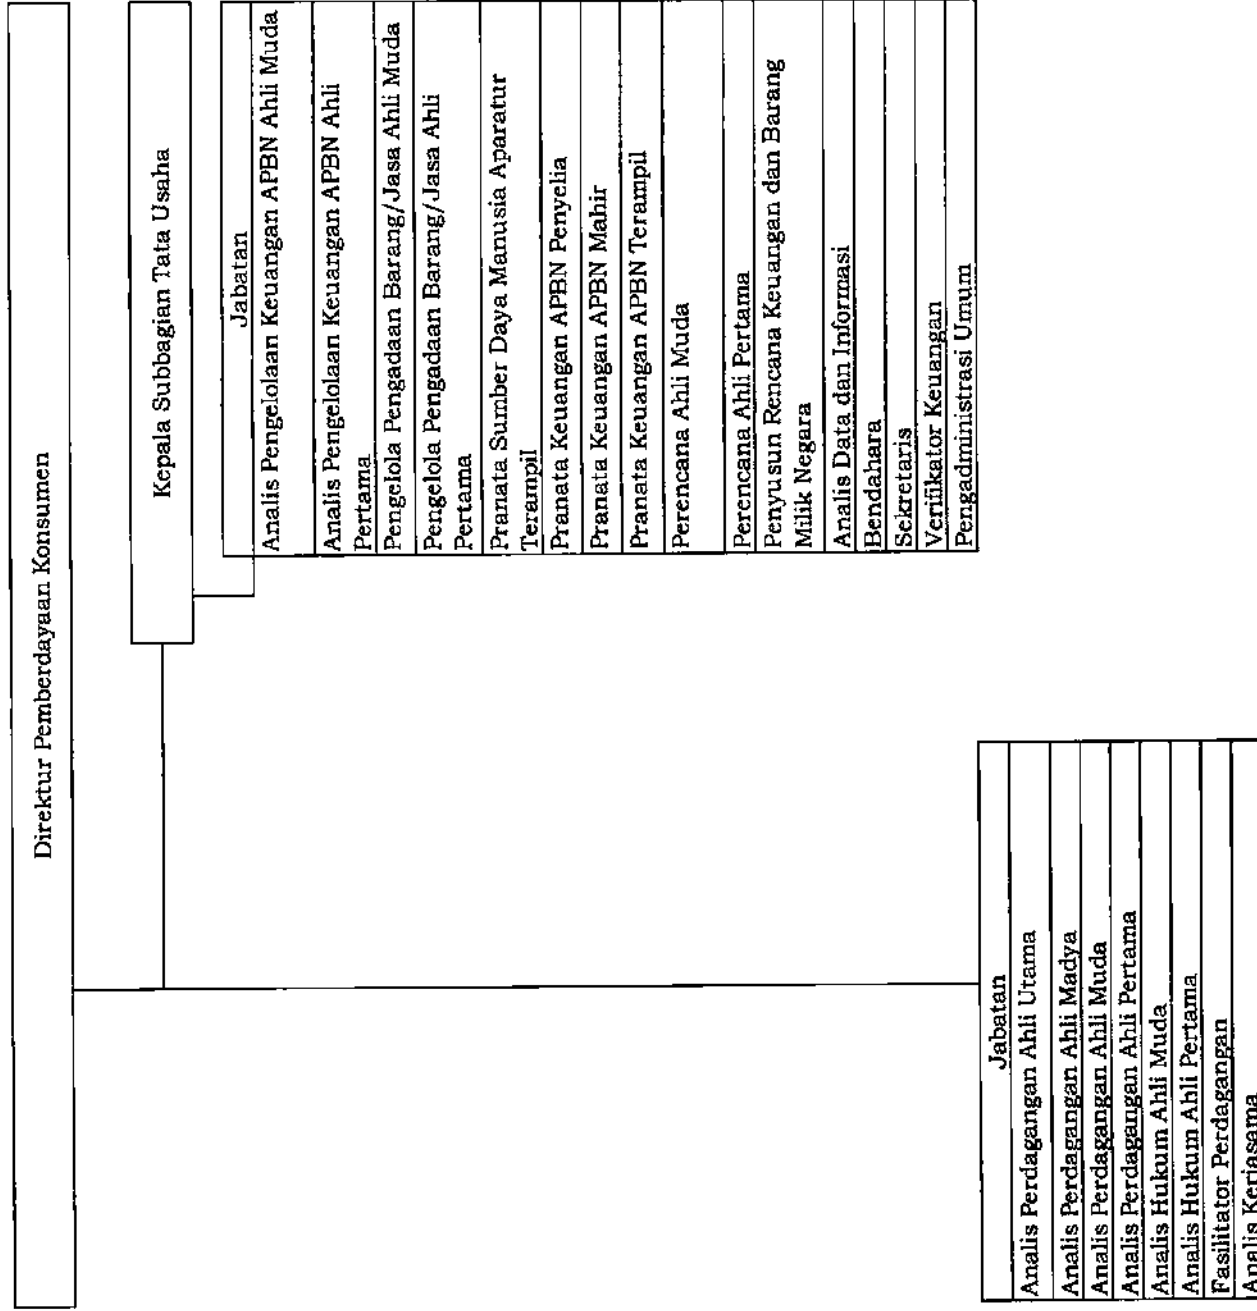 Direktur Pemberdayaan Konsumen
Kepala Subbagian Tata Usaha
Jabatan
Analis Pengelolaan Keuangan APBN Ahli Muda
Analis Pengelolaan Keuangan APBN Ahli
Pertama
Pengelola Pengadaan Barang/Jasa Ahli Muda
Pengelola Pengadaan Barang/Jasa Ahli
Pertama
Pranata Sumber Daya Manusia Aparatur
Terampil
Pranata Keuangan APBN Penyelia
Pranata Keuangan APBN Mahir
Pranata Keuangan APBN Terampil
Perencana Ahli Muda
Perencana Ahli Pertama
Penyusun Rencana Keuangan dan Barang
Milik Negara
Analis Data dan Informasi
Bendahara
Sekretaris
Verifikator Keuangan
Pengadministrasi Umum
Jabatan
Analis Perdagangan Ahli Utama
Analis Perdagangan Ahli Madya
Analis Perdagangan Ahli Muda
Analis Perdagangan Ahli Pertama
Analis Hukum Ahli Muda
Analis Hukum Ahli Pertama
Fasilitator Perdagangan
Analis Kerjasama